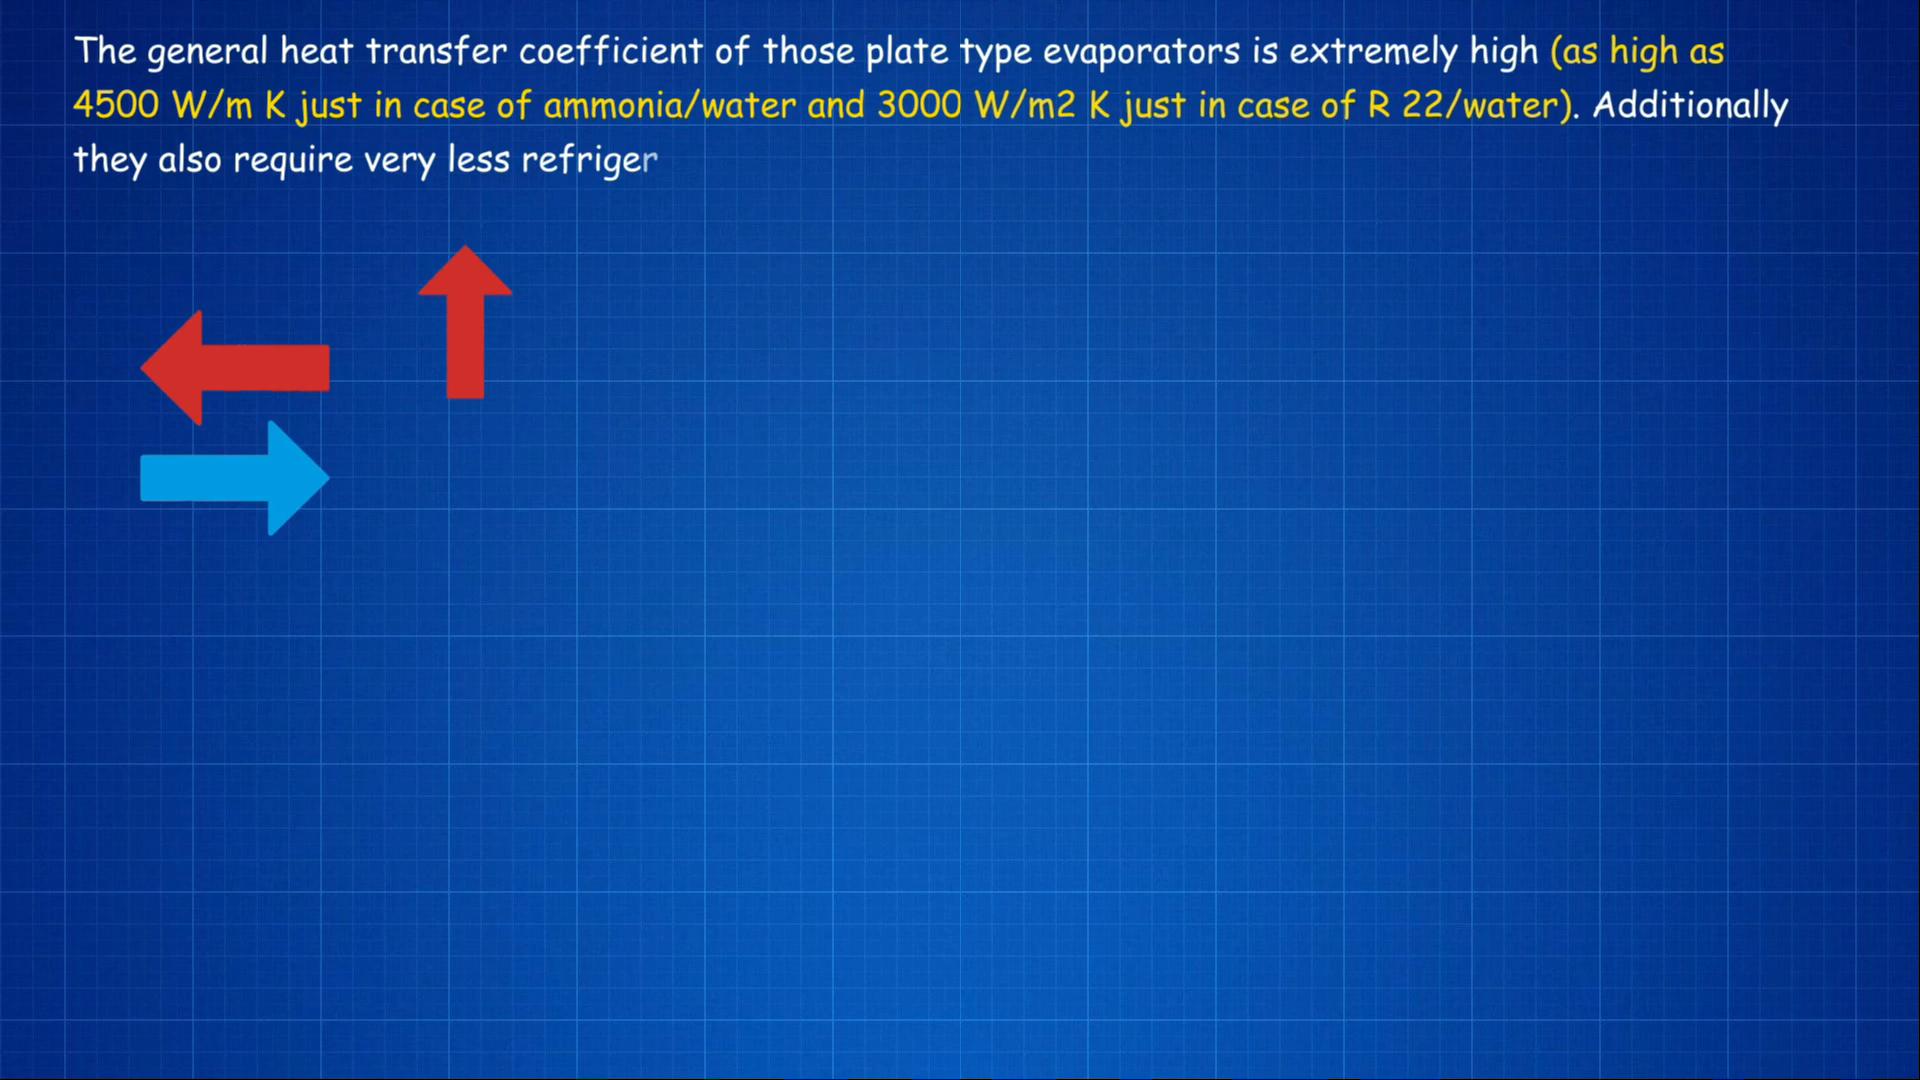 The general heat transfer coefficient of those plate type evaporators is extremely high (as high as
4500 W/m K just in case of ammonia/water and 3000 W/m2 K just in case of R 22/water). Additionally
they also require very less refriger